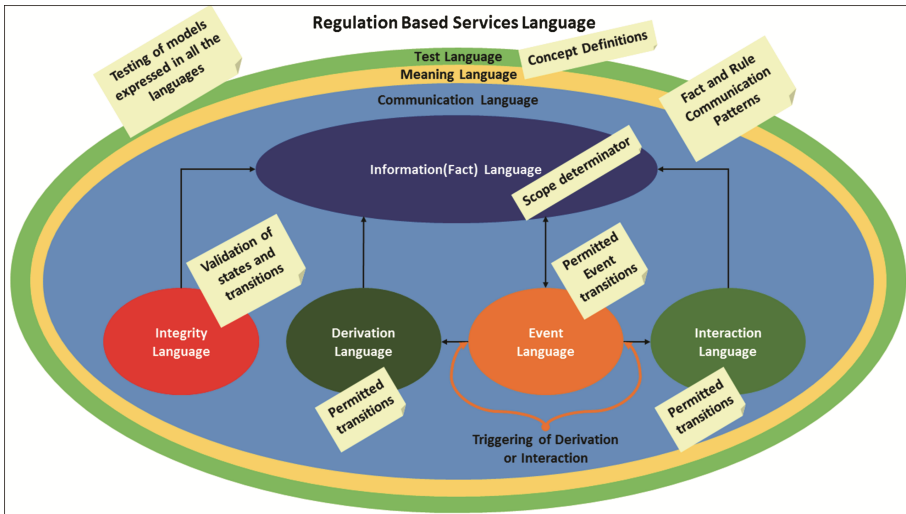 Regulation Based Services Language
Test Language
Concept Definitions
Meaning Language
Testing of models
expressed in all the
languages
Communication Language
Fact and Rule
Communication
Patterns
Information(Fact) Language
Scope determinator
Validation of
states and
transitions
Permitted
Event
transitions
Integrity
Language
Derivation
Language
Event
Language
Interaction
Language
Permitted
transitions
Permitted
transitions
Triggering of Derivation
or Interaction